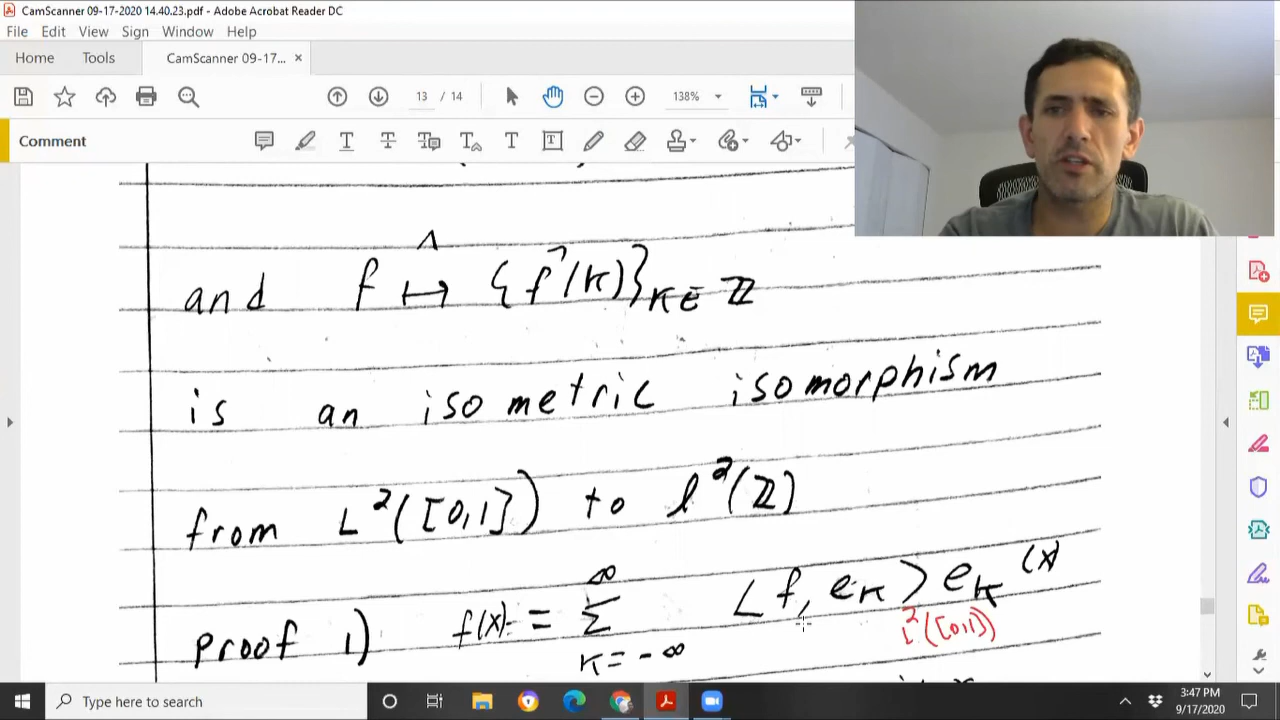 CamScanner 09-17-2020 14.40.23.pdf - Adobe Acrobat Reader DC
File Edit View Sign Window Help
Home Tools CamScanner 09-17... ×
13 / 14 138%
Comment
and f ↦^ {f̂(k)}k∈ℤ
is an isometric isomorphism
from L²([0,1]) to l²(ℤ)
proof 1) f(x) = ∞Σk=-∞ <f, ek> L²([0,1]) ek(x)
Type here to search
3:47 PM
9/17/2020